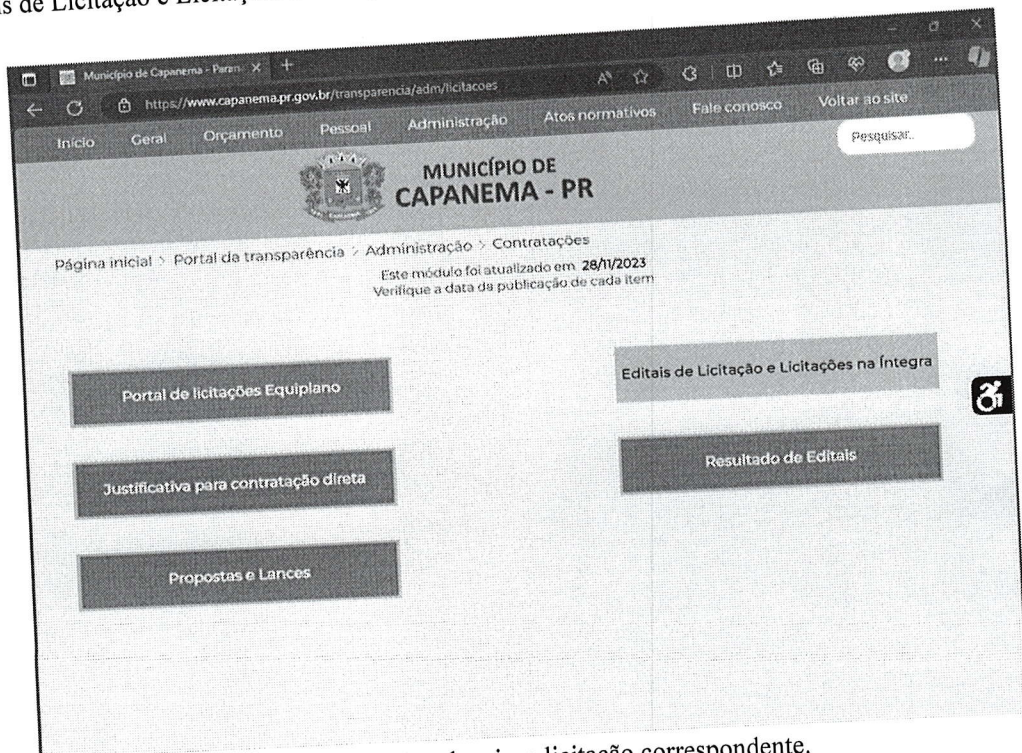 s de Licitação e Licitaç
Município de Capanema - Paran
https://www.capanema.pr.gov.br/transparencia/adm/licitacoes
Início Geral Orçamento Pessoal Administração Atos normativos Fale conosco Voltar ao site
Pesquisar..
MUNICÍPIO DE
CAPANEMA - PR
Página inicial > Portal da transparência > Administração > Contratações
Este módulo foi atualizado em 28/11/2023
Verifique a data da publicação de cada item
Portal de licitações Equiplano
Editais de Licitação e Licitações na Íntegra
Justificativa para contratação direta
Resultado de Editais
Propostas e Lances
licitação correspondente.